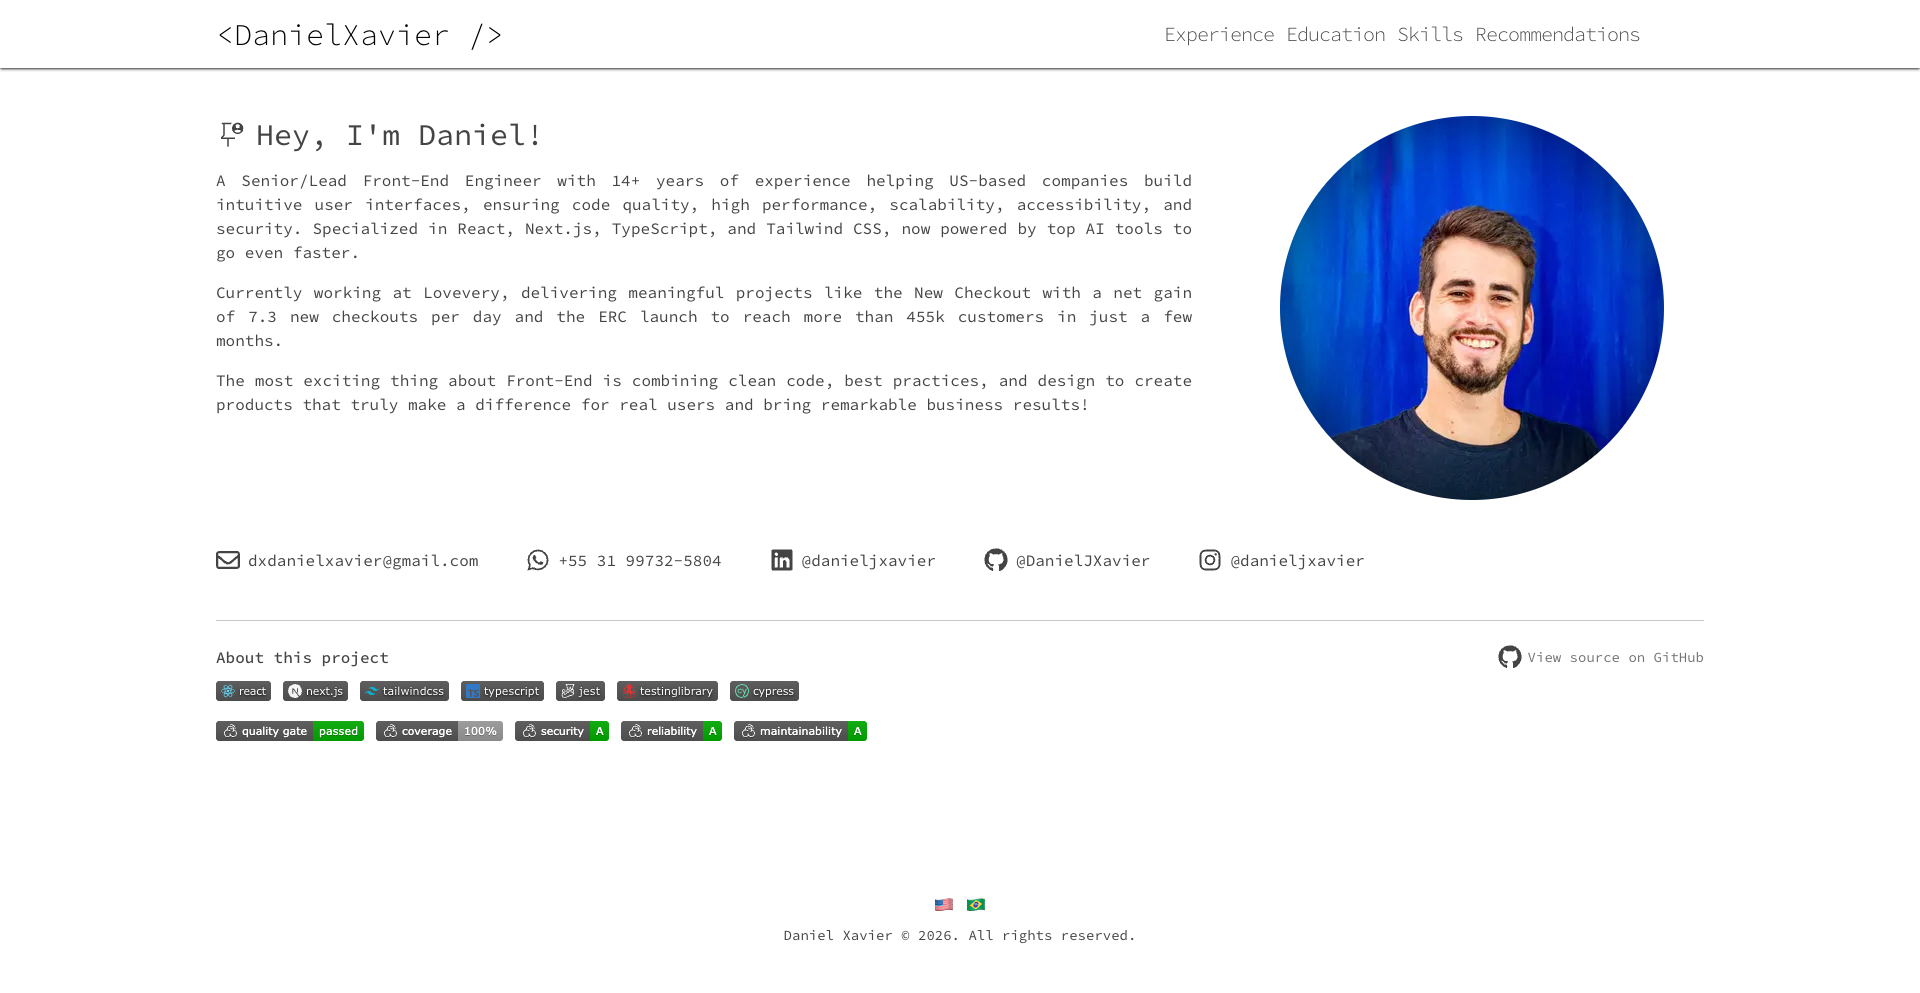 <DanielXavier />
Experience Education Skills Recommendations
Hey, I'm Daniel!
A Senior/Lead Front-End Engineer with 14+ years of experience helping US-based companies build
intuitive user interfaces, ensuring code quality, high performance, scalability, accessibility, and
security. Specialized in React, Next.js, TypeScript, and Tailwind CSS, now powered by top AI tools to
go even faster.
Currently working at Lovevery, delivering meaningful projects like the New Checkout with a net gain
of 7.3 new checkouts per day and the ERC launch to reach more than 455k customers in just a few
months.
The most exciting thing about Front-End is combining clean code, best practices, and design to create
products that truly make a difference for real users and bring remarkable business results!
dxdanielxavier@gmail.com +55 31 99732-5804 @danieljxavier @DanielJXavier @danieljxavier
About this project
View source on GitHub
react next.js tailwindcss typescript jest testinglibrary cypress
quality gate passed coverage 100% security A reliability A maintainability A
Daniel Xavier © 2026. All rights reserved.